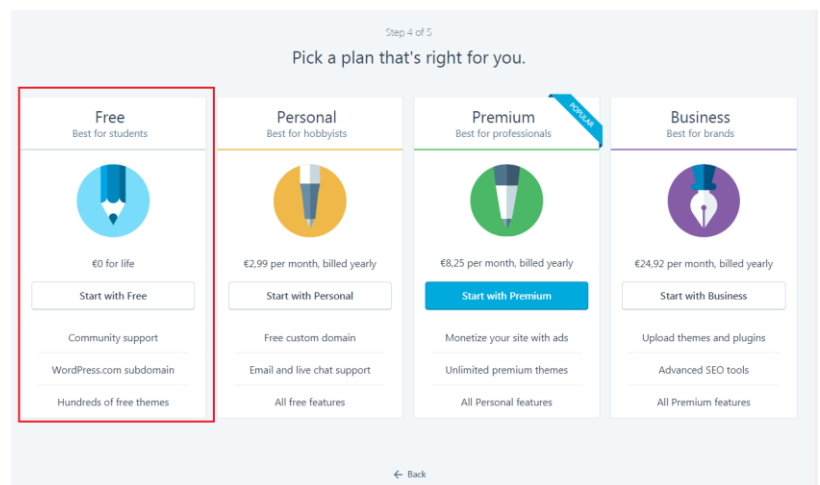 Step 4 of 5
Pick a plan that's right for you.
Free
Best for students
€0 for life
Start with Free
Community support
WordPress.com subdomain
Hundreds of free themes
Personal
Best for hobbyists
€2,99 per month, billed yearly
Start with Personal
Free custom domain
Email and live chat support
All free features
POPULAR
Premium
Best for professionals
€8,25 per month, billed yearly
Start with Premium
Monetize your site with ads
Unlimited premium themes
All Personal features
Business
Best for brands
€24,92 per month, billed yearly
Start with Business
Upload themes and plugins
Advanced SEO tools
All Premium features
← Back